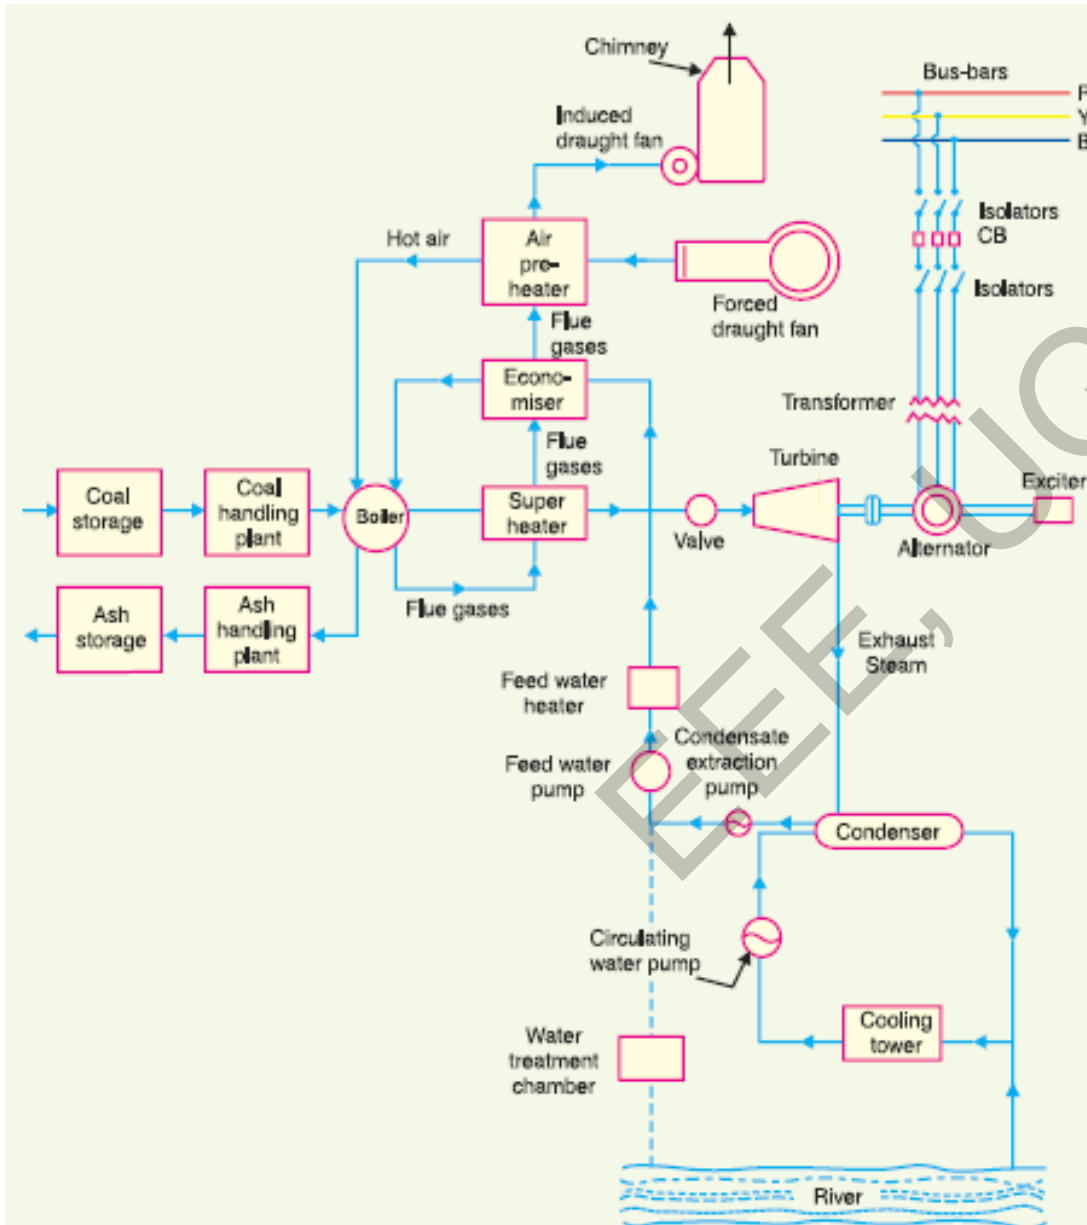 Chimney
Bus-bars
R
Y
B
Induced
draught fan
Isolators
CB
Hot air
Air
pre-
heater
Isolators
Forced
draught fan
Flue
gases
Econo-
miser
Transformer
Flue
gases
Turbine
Coal
storage
Coal
handling
plant
Boiler
Super
heater
Valve
Exciter
Alternator
Flue gases
Ash
storage
Ash
handling
plant
Exhaust
Steam
Feed water
heater
Condensate
extraction
pump
Feed water
pump
Condenser
Circulating
water pump
Cooling
tower
Water
treatment
chamber
River
EEE,